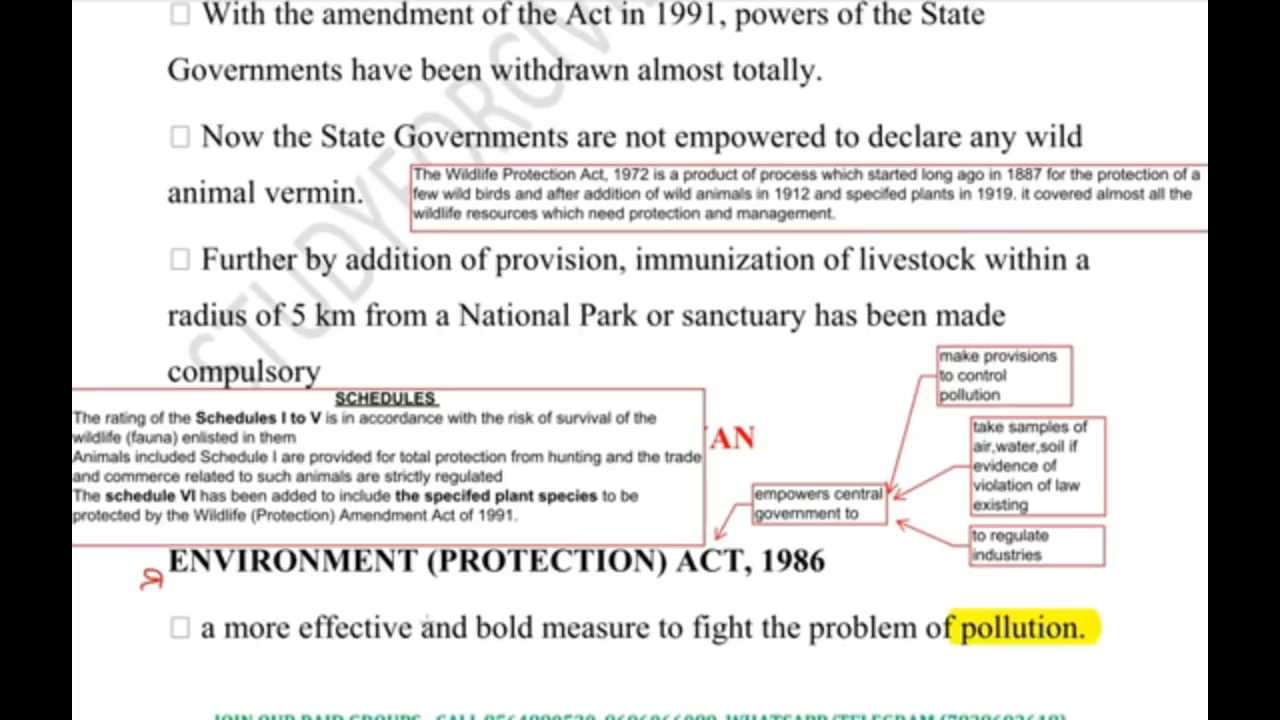 With the amendment of the Act in 1991, powers of the State
Governments have been withdrawn almost totally.
Now the State Governments are not empowered to declare any wild
animal vermin.
The Wildlife Protection Act, 1972 is a product of process which started long ago in 1887 for the protection of a
few wild birds and after addition of wild animals in 1912 and specifed plants in 1919. it covered almost all the
wildlife resources which need protection and management.
Further by addition of provision, immunization of livestock within a
radius of 5 km from a National Park or sanctuary has been made
compulsory
SCHEDULES
The rating of the Schedules I to V is in accordance with the risk of survival of the
wildlife (fauna) enlisted in them
Animals included Schedule I are provided for total protection from hunting and the trade
and commerce related to such animals are strictly regulated
The schedule VI has been added to include the specifed plant species to be
protected by the Wildlife (Protection) Amendment Act of 1991.
AN
make provisions
to control
pollution
take samples of
air,water,soil if
evidence of
violation of law
existing
empowers central
government to
to regulate
industries
ENVIRONMENT (PROTECTION) ACT, 1986
a more effective and bold measure to fight the problem of pollution.